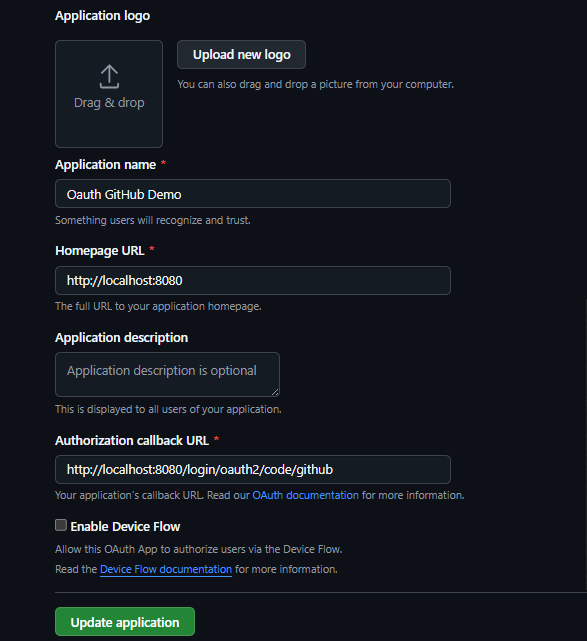 Application logo
Upload new logo
Drag & drop
You can also drag and drop a picture from your computer.
Application name *
Oauth GitHub Demo
Something users will recognize and trust.
Homepage URL *
http://localhost:8080
The full URL to your application homepage.
Application description
Application description is optional
This is displayed to all users of your application.
Authorization callback URL *
http://localhost:8080/login/oauth2/code/github
Your application's callback URL. Read our OAuth documentation for more information.
Enable Device Flow
Allow this OAuth App to authorize users via the Device Flow.
Read the Device Flow documentation for more information.
Update application